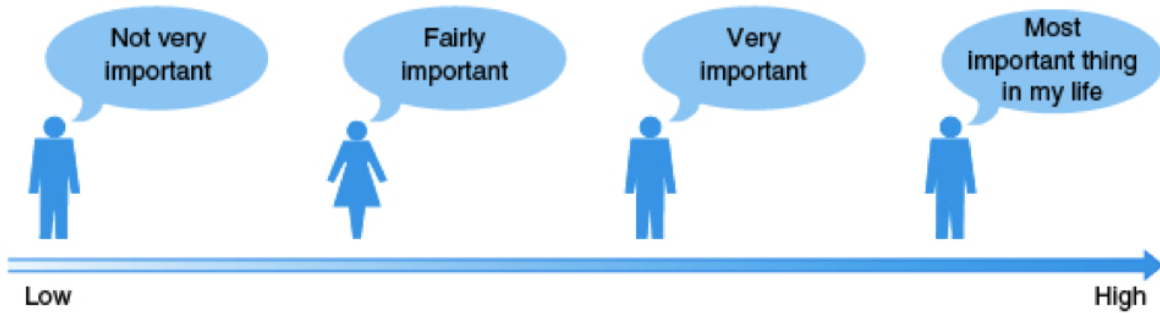 Not very
important
Fairly
important
Very
important
Most
important thing
in my life
Low
High